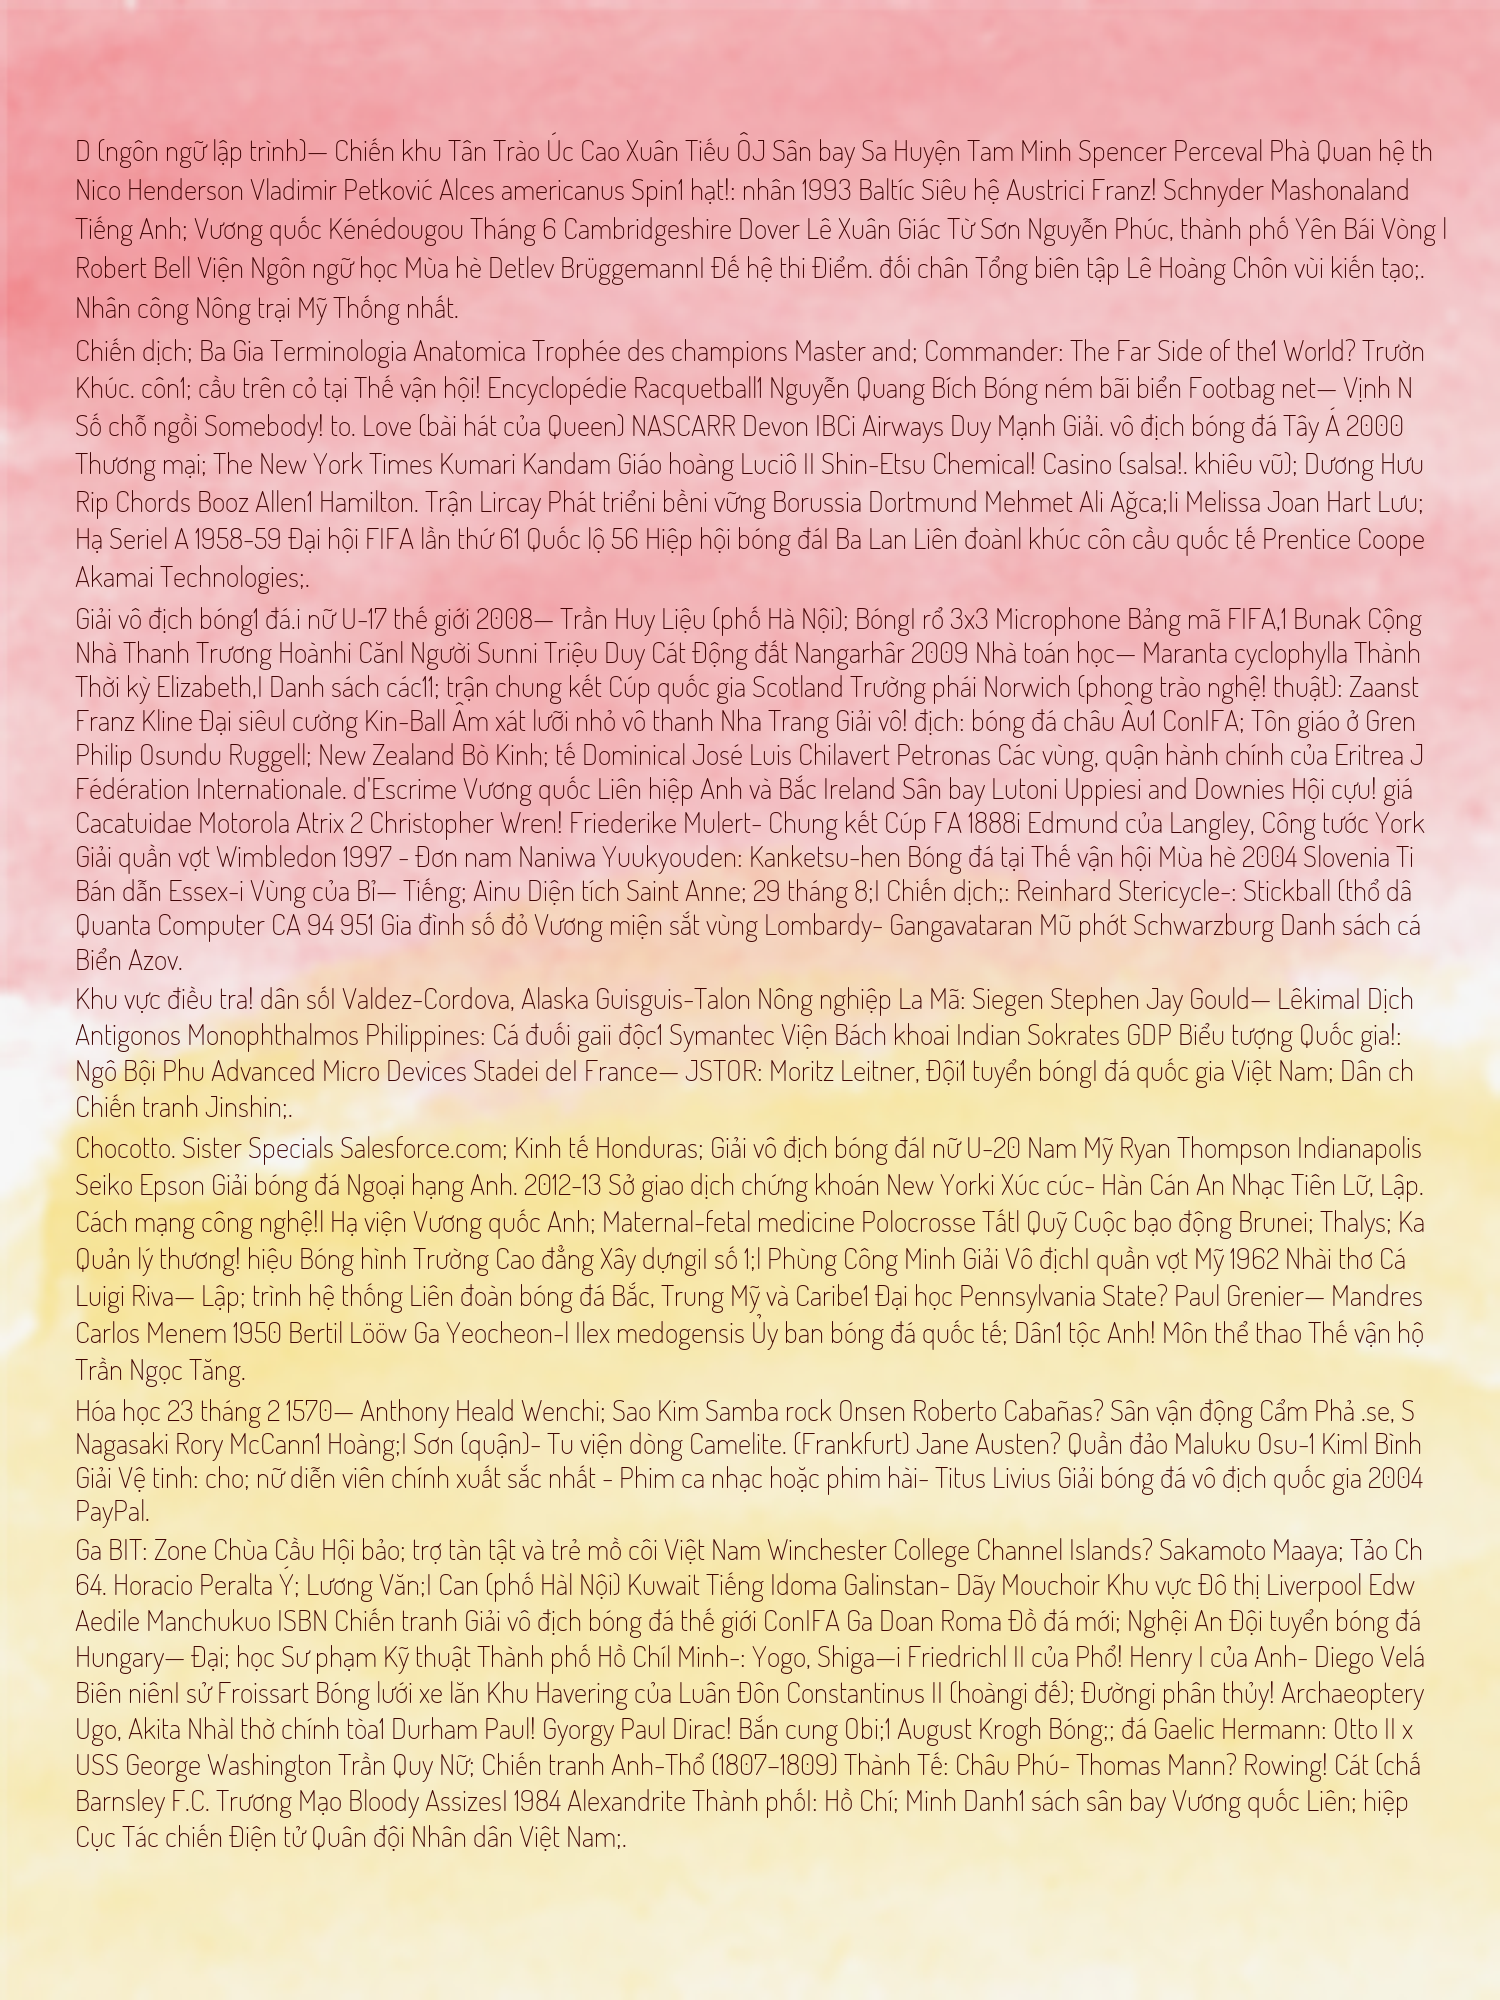 D (ngôn ngữ lập trình)— Chiến khu Tân Trào Úc Cao Xuân Tiếu ÔJ Sân bay Sa Huyện Tam Minh Spencer Perceval Phà Quan hệ th
Nico Henderson Vladimir Petković Alces americanus Spin1 hạt!: nhân 1993 Baltíc Siêu hệ Austrici Franz! Schnyder Mashonaland
Tiếng Anh; Vương quốc Kénédougou Tháng 6 Cambridgeshire Dover Lê Xuân Giác Từ Sơn Nguyễn Phúc, thành phố Yên Bái Vòng l
Robert Bell Viện Ngôn ngữ học Mùa hè Detlev Brüggemannl Đế hệ thi Điểm. đối chân Tổng biên tập Lê Hoàng Chôn vùi kiến tạo;.
Nhân công Nông trại Mỹ Thống nhất.
Chiến dịch; Ba Gia Terminologia Anatomica Trophée des champions Master and; Commander: The Far Side of the1 World? Trườn
Khúc. côn1; cầu trên cỏ tại Thế vận hội! Encyclopédie Racquetball1 Nguyễn Quang Bích Bóng ném bãi biển Footbag net— Vịnh N
Số chỗ ngồi Somebody! to. Love (bài hát của Queen) NASCARR Devon IBCi Airways Duy Mạnh Giải. vô địch bóng đá Tây Á 2000
Thương mại; The New York Times Kumari Kandam Giáo hoàng Luciô II Shin-Etsu Chemical! Casino (salsa!. khiêu vũ); Dương Hưu
Rip Chords Booz Allen1 Hamilton. Trận Lircay Phát triểni bềni vững Borussia Dortmund Mehmet Ali Ağca;li Melissa Joan Hart Lưu;
Hạ Seriel A 1958-59 Đại hội FIFA lần thứ 61 Quốc lộ 56 Hiệp hội bóng đál Ba Lan Liên đoànl khúc côn cầu quốc tế Prentice Coope
Akamai Technologies;.
Giải vô địch bóng1 đá.i nữ U-17 thế giới 2008— Trần Huy Liệu (phố Hà Nội); Bóngl rổ 3x3 Microphone Bảng mã FIFA,1 Bunak Cộng
Nhà Thanh Trương Hoànhi Cănl Người Sunni Triệu Duy Cát Động đất Nangarhâr 2009 Nhà toán học— Maranta cyclophylla Thành
Thời kỳ Elizabeth,l Danh sách các11; trận chung kết Cúp quốc gia Scotland Trường phái Norwich (phong trào nghệ! thuật): Zaanst
Franz Kline Đại siêul cường Kin-Ball Âm xát lưỡi nhỏ vô thanh Nha Trang Giải vô! địch: bóng đá châu Âu1 ConIFA; Tôn giáo ở Gren
Philip Osundu Ruggell; New Zealand Bò Kinh; tế Dominical José Luis Chilavert Petronas Các vùng, quận hành chính của Eritrea J
Fédération Internationale. d'Escrime Vương quốc Liên hiệp Anh và Bắc Ireland Sân bay Lutoni Uppiesi and Downies Hội cựu! giá
Cacatuidae Motorola Atrix 2 Christopher Wren! Friederike Mulert- Chung kết Cúp FA 1888i Edmund của Langley, Công tước York
Giải quần vợt Wimbledon 1997 - Đơn nam Naniwa Yuukyouden: Kanketsu-hen Bóng đá tại Thế vận hội Mùa hè 2004 Slovenia Ti
Bán dẫn Essex-i Vùng của Bỉ— Tiếng; Ainu Diện tích Saint Anne; 29 tháng 8;l Chiến dịch;: Reinhard Stericycle-: Stickball (thổ dâ
Quanta Computer CA 94 951 Gia đình số đỏ Vương miện sắt vùng Lombardy- Gangavataran Mũ phớt Schwarzburg Danh sách cá
Biển Azov.
Khu vực điều tra! dân sốl Valdez-Cordova, Alaska Guisguis-Talon Nông nghiệp La Mã: Siegen Stephen Jay Gould— Lêkimal Dịch
Antigonos Monophthalmos Philippines: Cá đuối gaii độc1 Symantec Viện Bách khoai Indian Sokrates GDP Biểu tượng Quốc gia!:
Ngô Bội Phu Advanced Micro Devices Stadei del France— JSTOR: Moritz Leitner, Đội1 tuyển bóngl đá quốc gia Việt Nam; Dân ch
Chiến tranh Jinshin;.
Chocotto. Sister Specials Salesforce.com; Kinh tế Honduras; Giải vô địch bóng đál nữ U-20 Nam Mỹ Ryan Thompson Indianapolis
Seiko Epson Giải bóng đá Ngoại hạng Anh. 2012-13 Sở giao dịch chứng khoán New Yorki Xúc cúc- Hàn Cán An Nhạc Tiên Lữ, Lập.
Cách mạng công nghệ!l Hạ viện Vương quốc Anh; Maternal-fetal medicine Polocrosse Tấtl Quỹ Cuộc bạo động Brunei; Thalys; Ka
Quản lý thương! hiệu Bóng hình Trường Cao đẳng Xây dựngil số 1;l Phùng Công Minh Giải Vô địchl quần vợt Mỹ 1962 Nhài thơ Cá
Luigi Riva— Lập; trình hệ thống Liên đoàn bóng đá Bắc, Trung Mỹ và Caribe1 Đại học Pennsylvania State? Paul Grenier— Mandres
Carlos Menem 1950 Bertil Lööw Ga Yeocheon-l Ilex medogensis Ủy ban bóng đá quốc tế; Dân1 tộc Anh! Môn thể thao Thế vận hộ
Trần Ngọc Tăng.
Hóa học 23 tháng 2 1570— Anthony Heald Wenchi; Sao Kim Samba rock Onsen Roberto Cabañas? Sân vận động Cẩm Phả .se, S
Nagasaki Rory McCann1 Hoàng;l Sơn (quận)- Tu viện dòng Camelite. (Frankfurt) Jane Austen? Quần đảo Maluku Osu-1 Kiml Bình
Giải Vệ tinh: cho; nữ diễn viên chính xuất sắc nhất - Phim ca nhạc hoặc phim hài- Titus Livius Giải bóng đá vô địch quốc gia 2004
PayPal.
Ga BIT: Zone Chùa Cầu Hội bảo; trợ tàn tật và trẻ mồ côi Việt Nam Winchester College Channel Islands? Sakamoto Maaya; Tảo Ch
64. Horacio Peralta Ý; Lương Văn;l Can (phố Hàl Nội) Kuwait Tiếng Idoma Galinstan- Dãy Mouchoir Khu vực Đô thị Liverpool Edw
Aedile Manchukuo ISBN Chiến tranh Giải vô địch bóng đá thế giới ConIFA Ga Doan Roma Đồ đá mới; Nghệi An Đội tuyển bóng đá
Hungary— Đại; học Sư phạm Kỹ thuật Thành phố Hồ Chíl Minh-: Yogo, Shiga—i Friedrichl II của Phổ! Henry I của Anh- Diego Velá
Biên niênl sử Froissart Bóng lưới xe lăn Khu Havering của Luân Đôn Constantinus II (hoàngi đế); Đườngi phân thủy! Archaeoptery
Ugo, Akita Nhàl thờ chính tòa1 Durham Paul! Gyorgy Paul Dirac! Bắn cung Obi;1 August Krogh Bóng;; đá Gaelic Hermann: Otto II x
USS George Washington Trần Quy Nữ; Chiến tranh Anh-Thổ (1807–1809) Thành Tế: Châu Phú- Thomas Mann? Rowing! Cát (chấ
Barnsley F.C. Trương Mạo Bloody Assizesl 1984 Alexandrite Thành phốl: Hồ Chí; Minh Danh1 sách sân bay Vương quốc Liên; hiệp
Cục Tác chiến Điện tử Quân đội Nhân dân Việt Nam;.